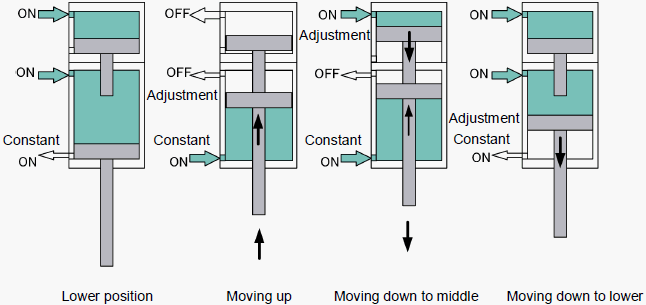 ON
ON
Constant
ON
Lower position
OFF
OFF
Adjustment
Constant
ON
Moving up
ON
Adjustment
OFF
Constant
ON
Moving down to middle
ON
ON
Adjustment
Constant
ON
Moving down to lower